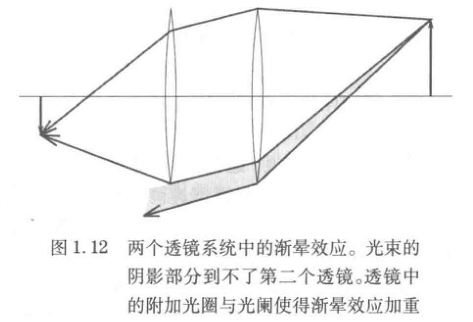 图1.12 两个透镜系统中的渐晕效应。光束的
阴影部分到不了第二个透镜。透镜中
的附加光圈与光阑使得渐晕效应加重